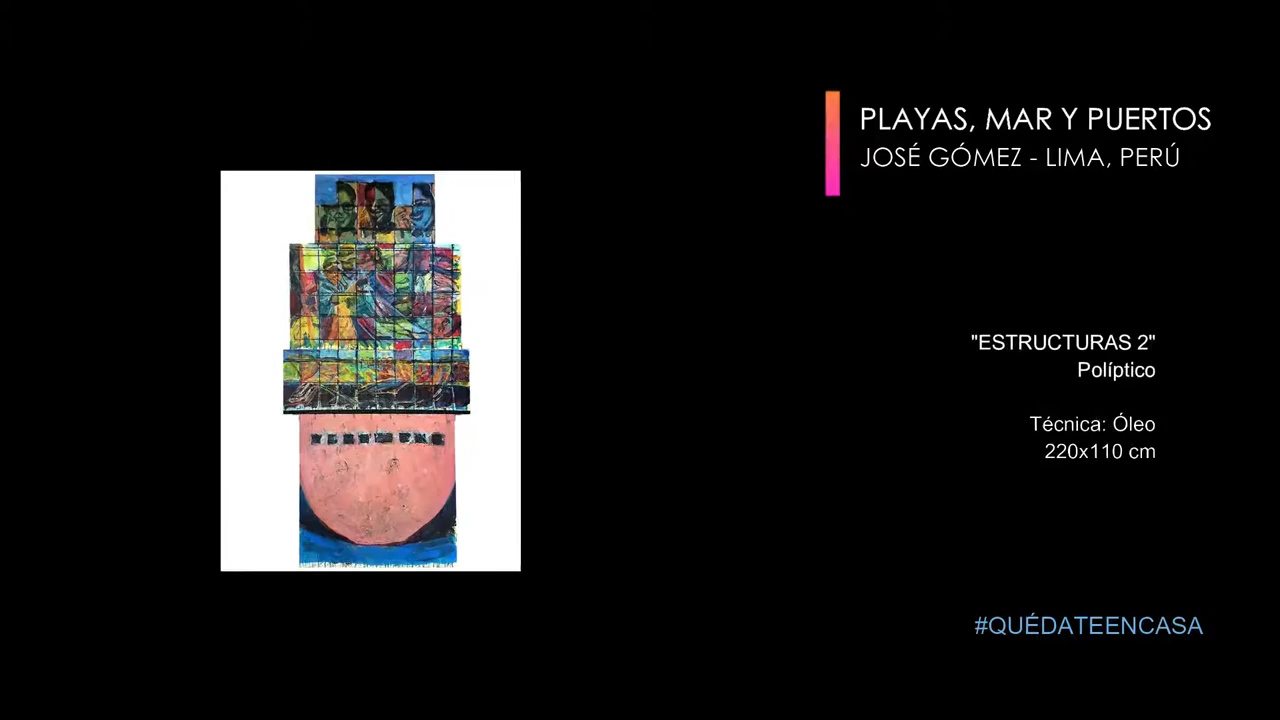 PLAYAS, MAR Y PUERTOS
JOSÉ GÓMEZ - LIMA, PERÚ
"ESTRUCTURAS 2"
Políptico
Técnica: Óleo
220x110 cm
#QUÉDATEENCASA